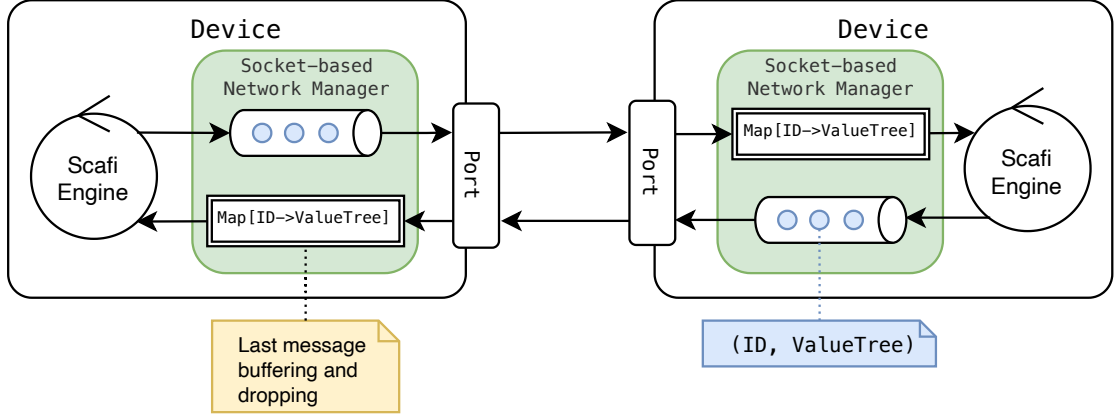 Device
Socket-based
Network Manager
Scafi
Engine
Map[ID->ValueTree]
Port
Last message
buffering and
dropping
Device
Socket-based
Network Manager
Port
Map[ID->ValueTree]
Scafi
Engine
(ID, ValueTree)